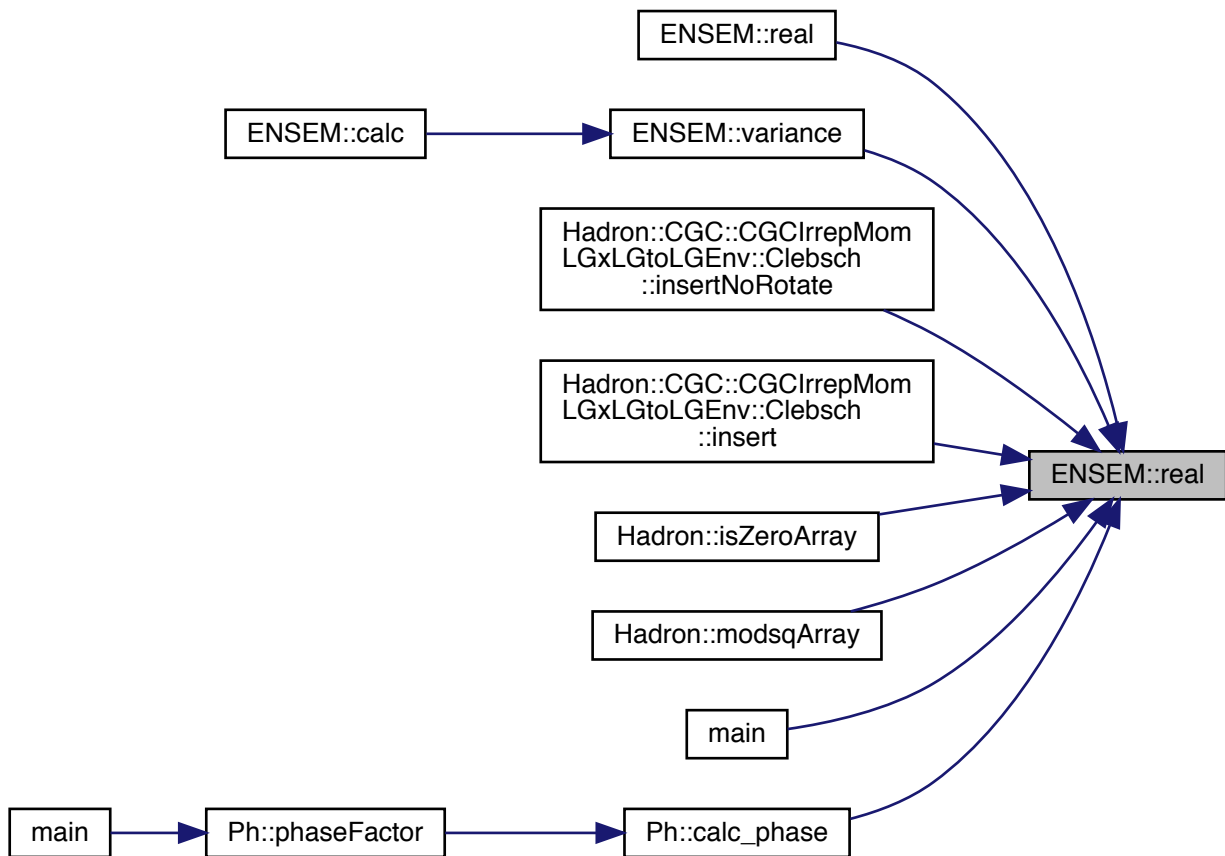 ENSEM::real
ENSEM::calc
ENSEM::variance
Hadron::CGC::CGCIrrepMom
LGxLGtoLGEnv::Clebsch
::insertNoRotate
Hadron::CGC::CGCIrrepMom
LGxLGtoLGEnv::Clebsch
::insert
ENSEM::real
Hadron::isZeroArray
Hadron::modsqArray
main
main
Ph::phaseFactor
Ph::calc_phase